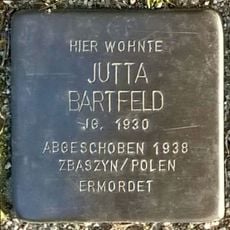 HIER WOHNTE
JUTTA
BARTFELD
JG. 1930
ABGESCHOBEN 1938
ZBASZYN/POLEN
ERMORDET